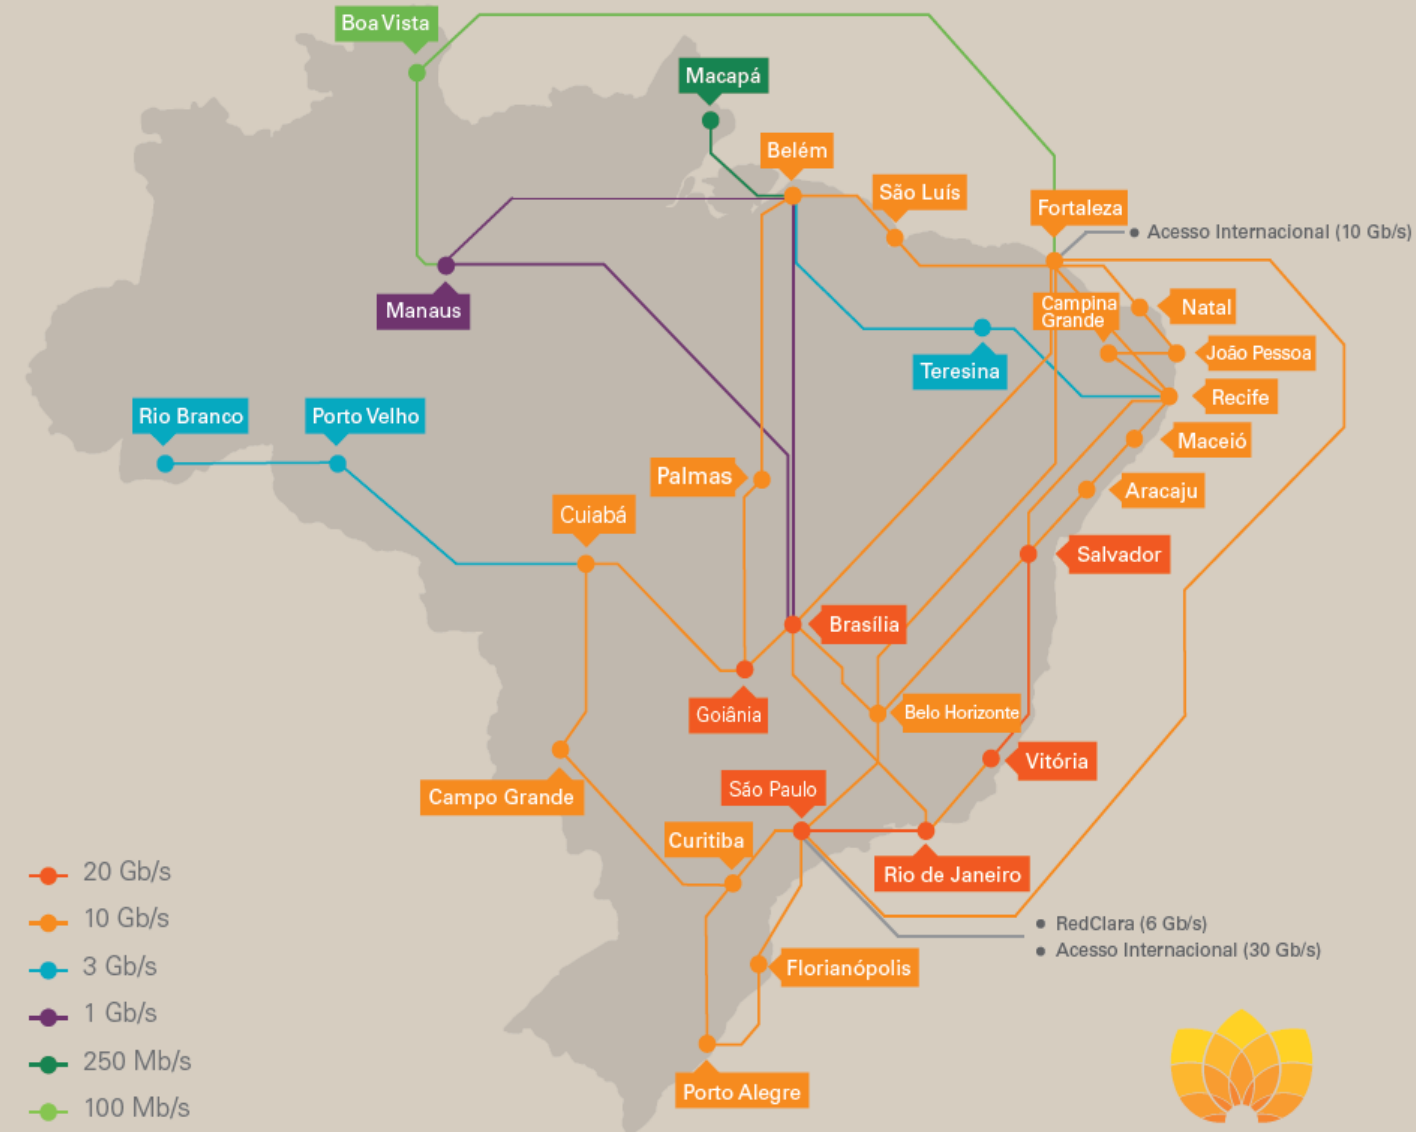 Boa Vista
Macapá
Belém
São Luís
Fortaleza
Acesso Internacional (10 Gb/s)
Manaus
Campina
Grande
Natal
João Pessoa
Teresina
Recife
Rio Branco
Porto Velho
Maceió
Palmas
Aracaju
Cuiabá
Salvador
Brasília
Goiânia
Belo Horizonte
Vitória
São Paulo
Campo Grande
Curitiba
Rio de Janeiro
20 Gb/s
10 Gb/s
RedClara (6 Gb/s)
Acesso Internacional (30 Gb/s)
3 Gb/s
Florianópolis
1 Gb/s
250 Mb/s
Porto Alegre
100 Mb/s